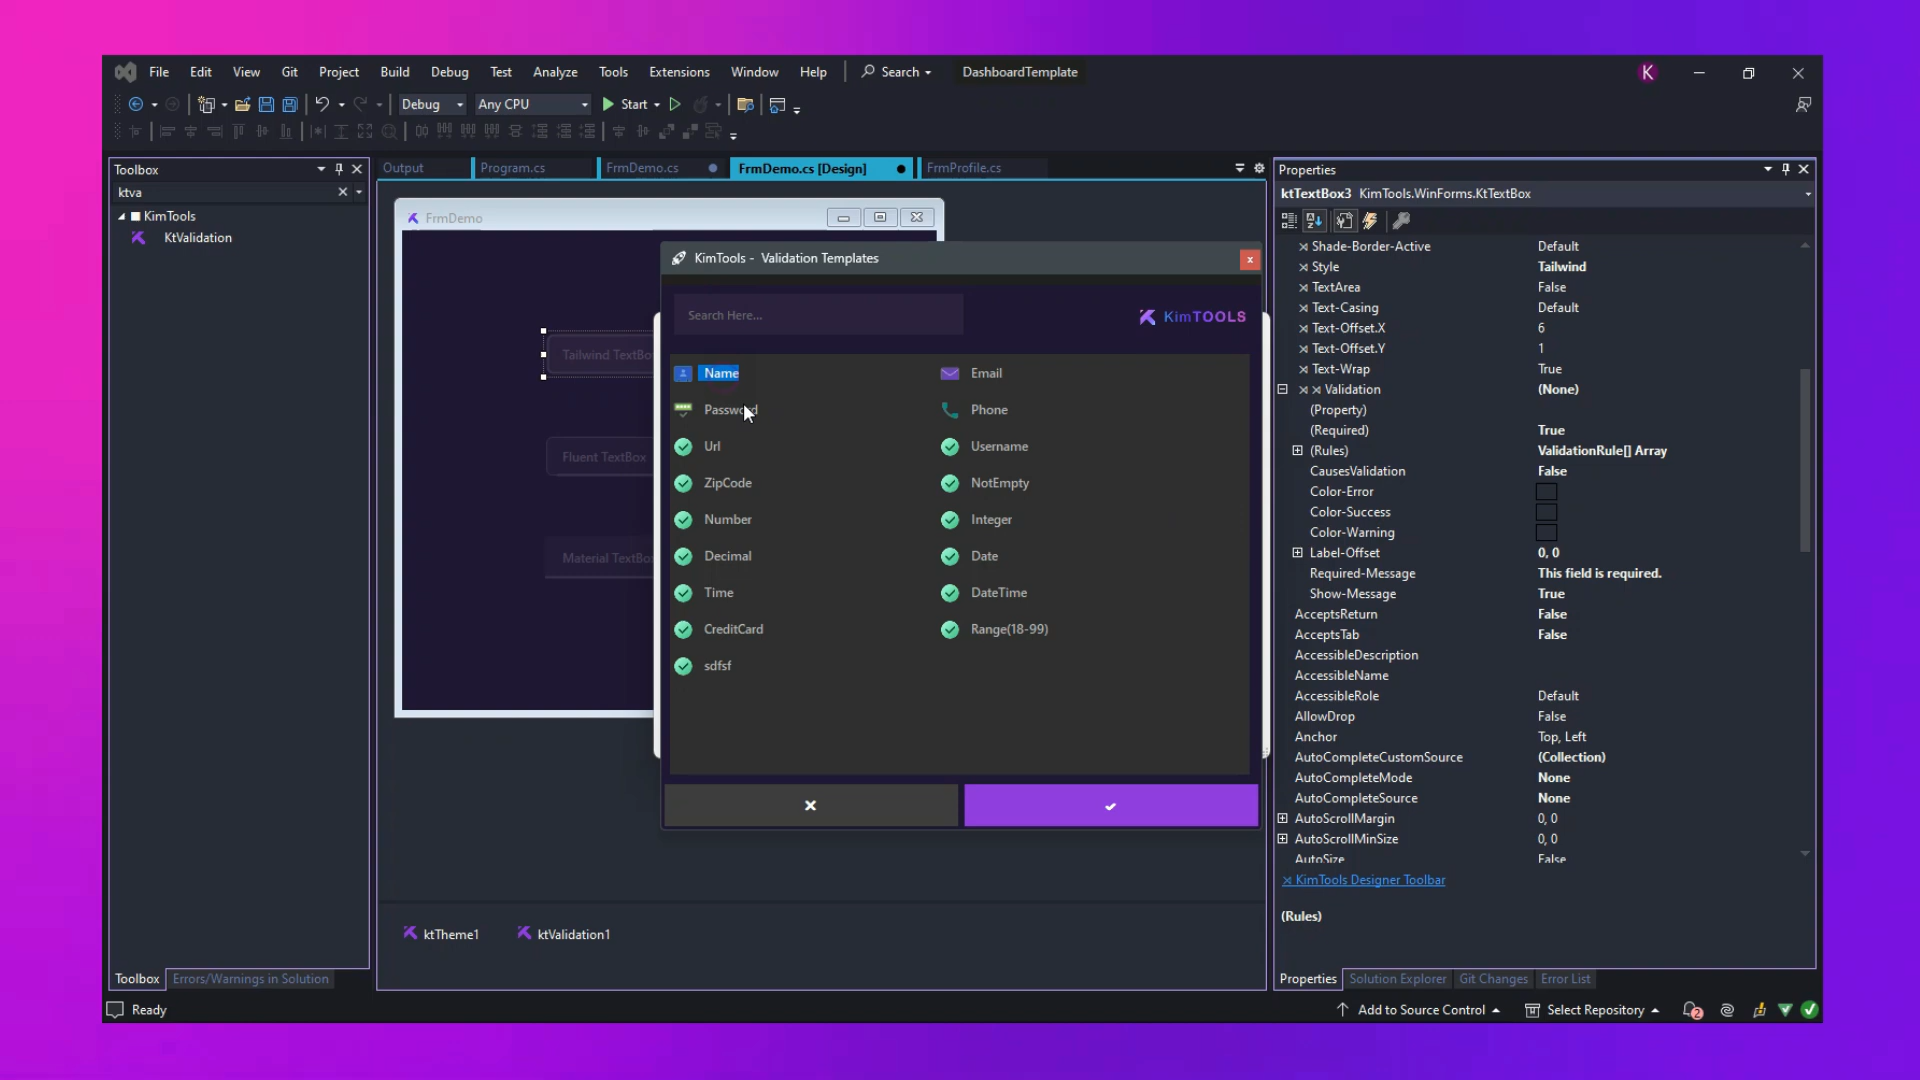 File Edit View Git Project Build Debug Test Analyze Tools Extensions Window Help Search DashboardTemplate K
Debug Any CPU Start
Toolbox
ktva
KimTools
KtValidation
Output Program.cs FrmDemo.cs FrmDemo.cs [Design] FrmProfile.cs
FrmDemo
Tailwind TextBo
Fluent TextBox
Material TextBo
KimTools - Validation Templates
x
Search Here...
KimTOOLS
Name Email
Password Phone
Url Username
ZipCode NotEmpty
Number Integer
Decimal Date
Time DateTime
CreditCard Range(18-99)
sdfsf
ktTheme1 ktValidation1
Properties
ktTextBox3 KimTools.WinForms.KtTextBox
Shade-Border-Active Default
Style Tailwind
TextArea False
Text-Casing Default
Text-Offset.X 6
Text-Offset.Y 1
Text-Wrap True
Validation (None)
(Property)
(Required) True
(Rules) ValidationRule[] Array
CausesValidation False
Color-Error
Color-Success
Color-Warning
Label-Offset 0, 0
Required-Message This field is required.
Show-Message True
AcceptsReturn False
AcceptsTab False
AccessibleDescription
AccessibleName
AccessibleRole Default
AllowDrop False
Anchor Top, Left
AutoCompleteCustomSource (Collection)
AutoCompleteMode None
AutoCompleteSource None
AutoScrollMargin 0, 0
AutoScrollMinSize 0, 0
AutoSize False
KimTools Designer Toolbar
(Rules)
Toolbox Errors/Warnings in Solution
Properties Solution Explorer Git Changes Error List
Ready Add to Source Control Select Repository 2